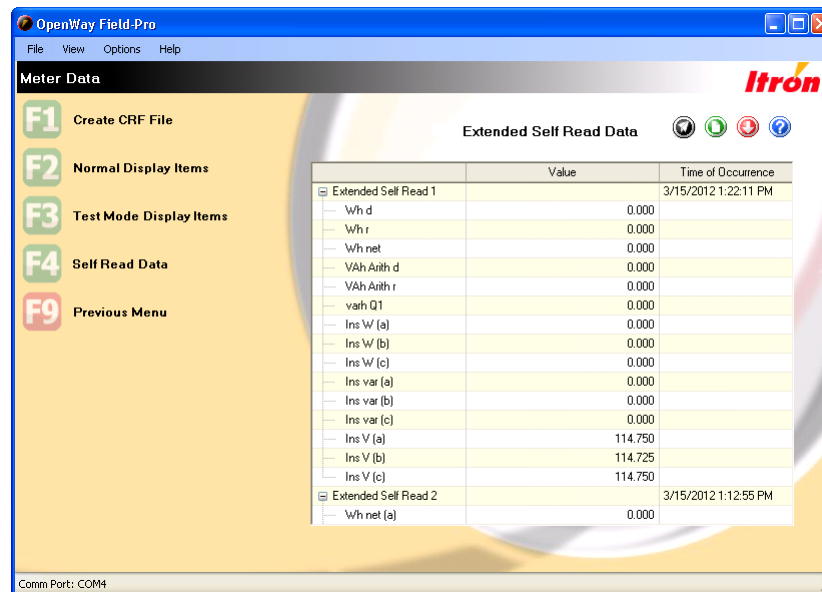 OpenWay Field-Pro
File View Options Help
Meter Data
Itrón
F1 Create CRF File
F2 Normal Display Items
F3 Test Mode Display Items
F4 Self Read Data
F9 Previous Menu
Extended Self Read Data
Value Time of Occurrence
Extended Self Read 1 3/15/2012 1:22:11 PM
Wh d 0.000
Wh r 0.000
Wh net 0.000
VAh Arith d 0.000
VAh Arith r 0.000
varh Q1 0.000
Ins W (a) 0.000
Ins W (b) 0.000
Ins W (c) 0.000
Ins var (a) 0.000
Ins var (b) 0.000
Ins var (c) 0.000
Ins V (a) 114.750
Ins V (b) 114.725
Ins V (c) 114.750
Extended Self Read 2 3/15/2012 1:12:55 PM
Wh net (a) 0.000
Comm Port: COM4